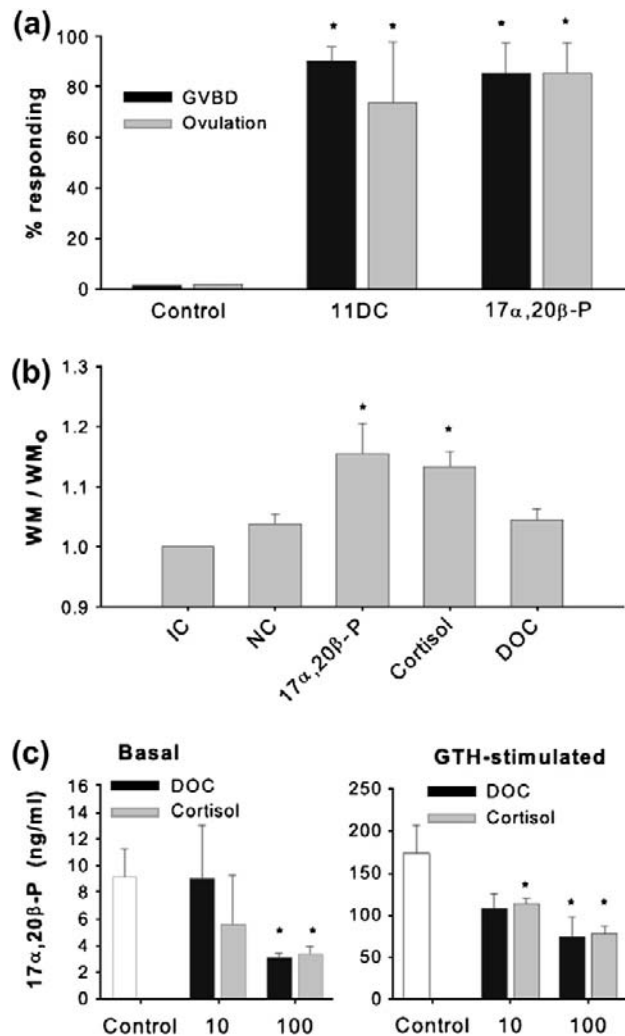 (a)
* * * *
100
80
60
40
20
0
% responding
GVBD
Ovulation
Control 11DC 17α,20β-P
(b)
* *
1.3
1.2
1.1
1.0
0.9
WM / WMo
IC NC 17α,20β-P Cortisol DOC
(c)
Basal
16
14
12
10
8
6
4
2
0
17α,20β-P (ng/ml)
DOC
Cortisol
* *
Control 10 100
GTH-stimulated
250
200
150
100
50
0
DOC
Cortisol
* * *
Control 10 100